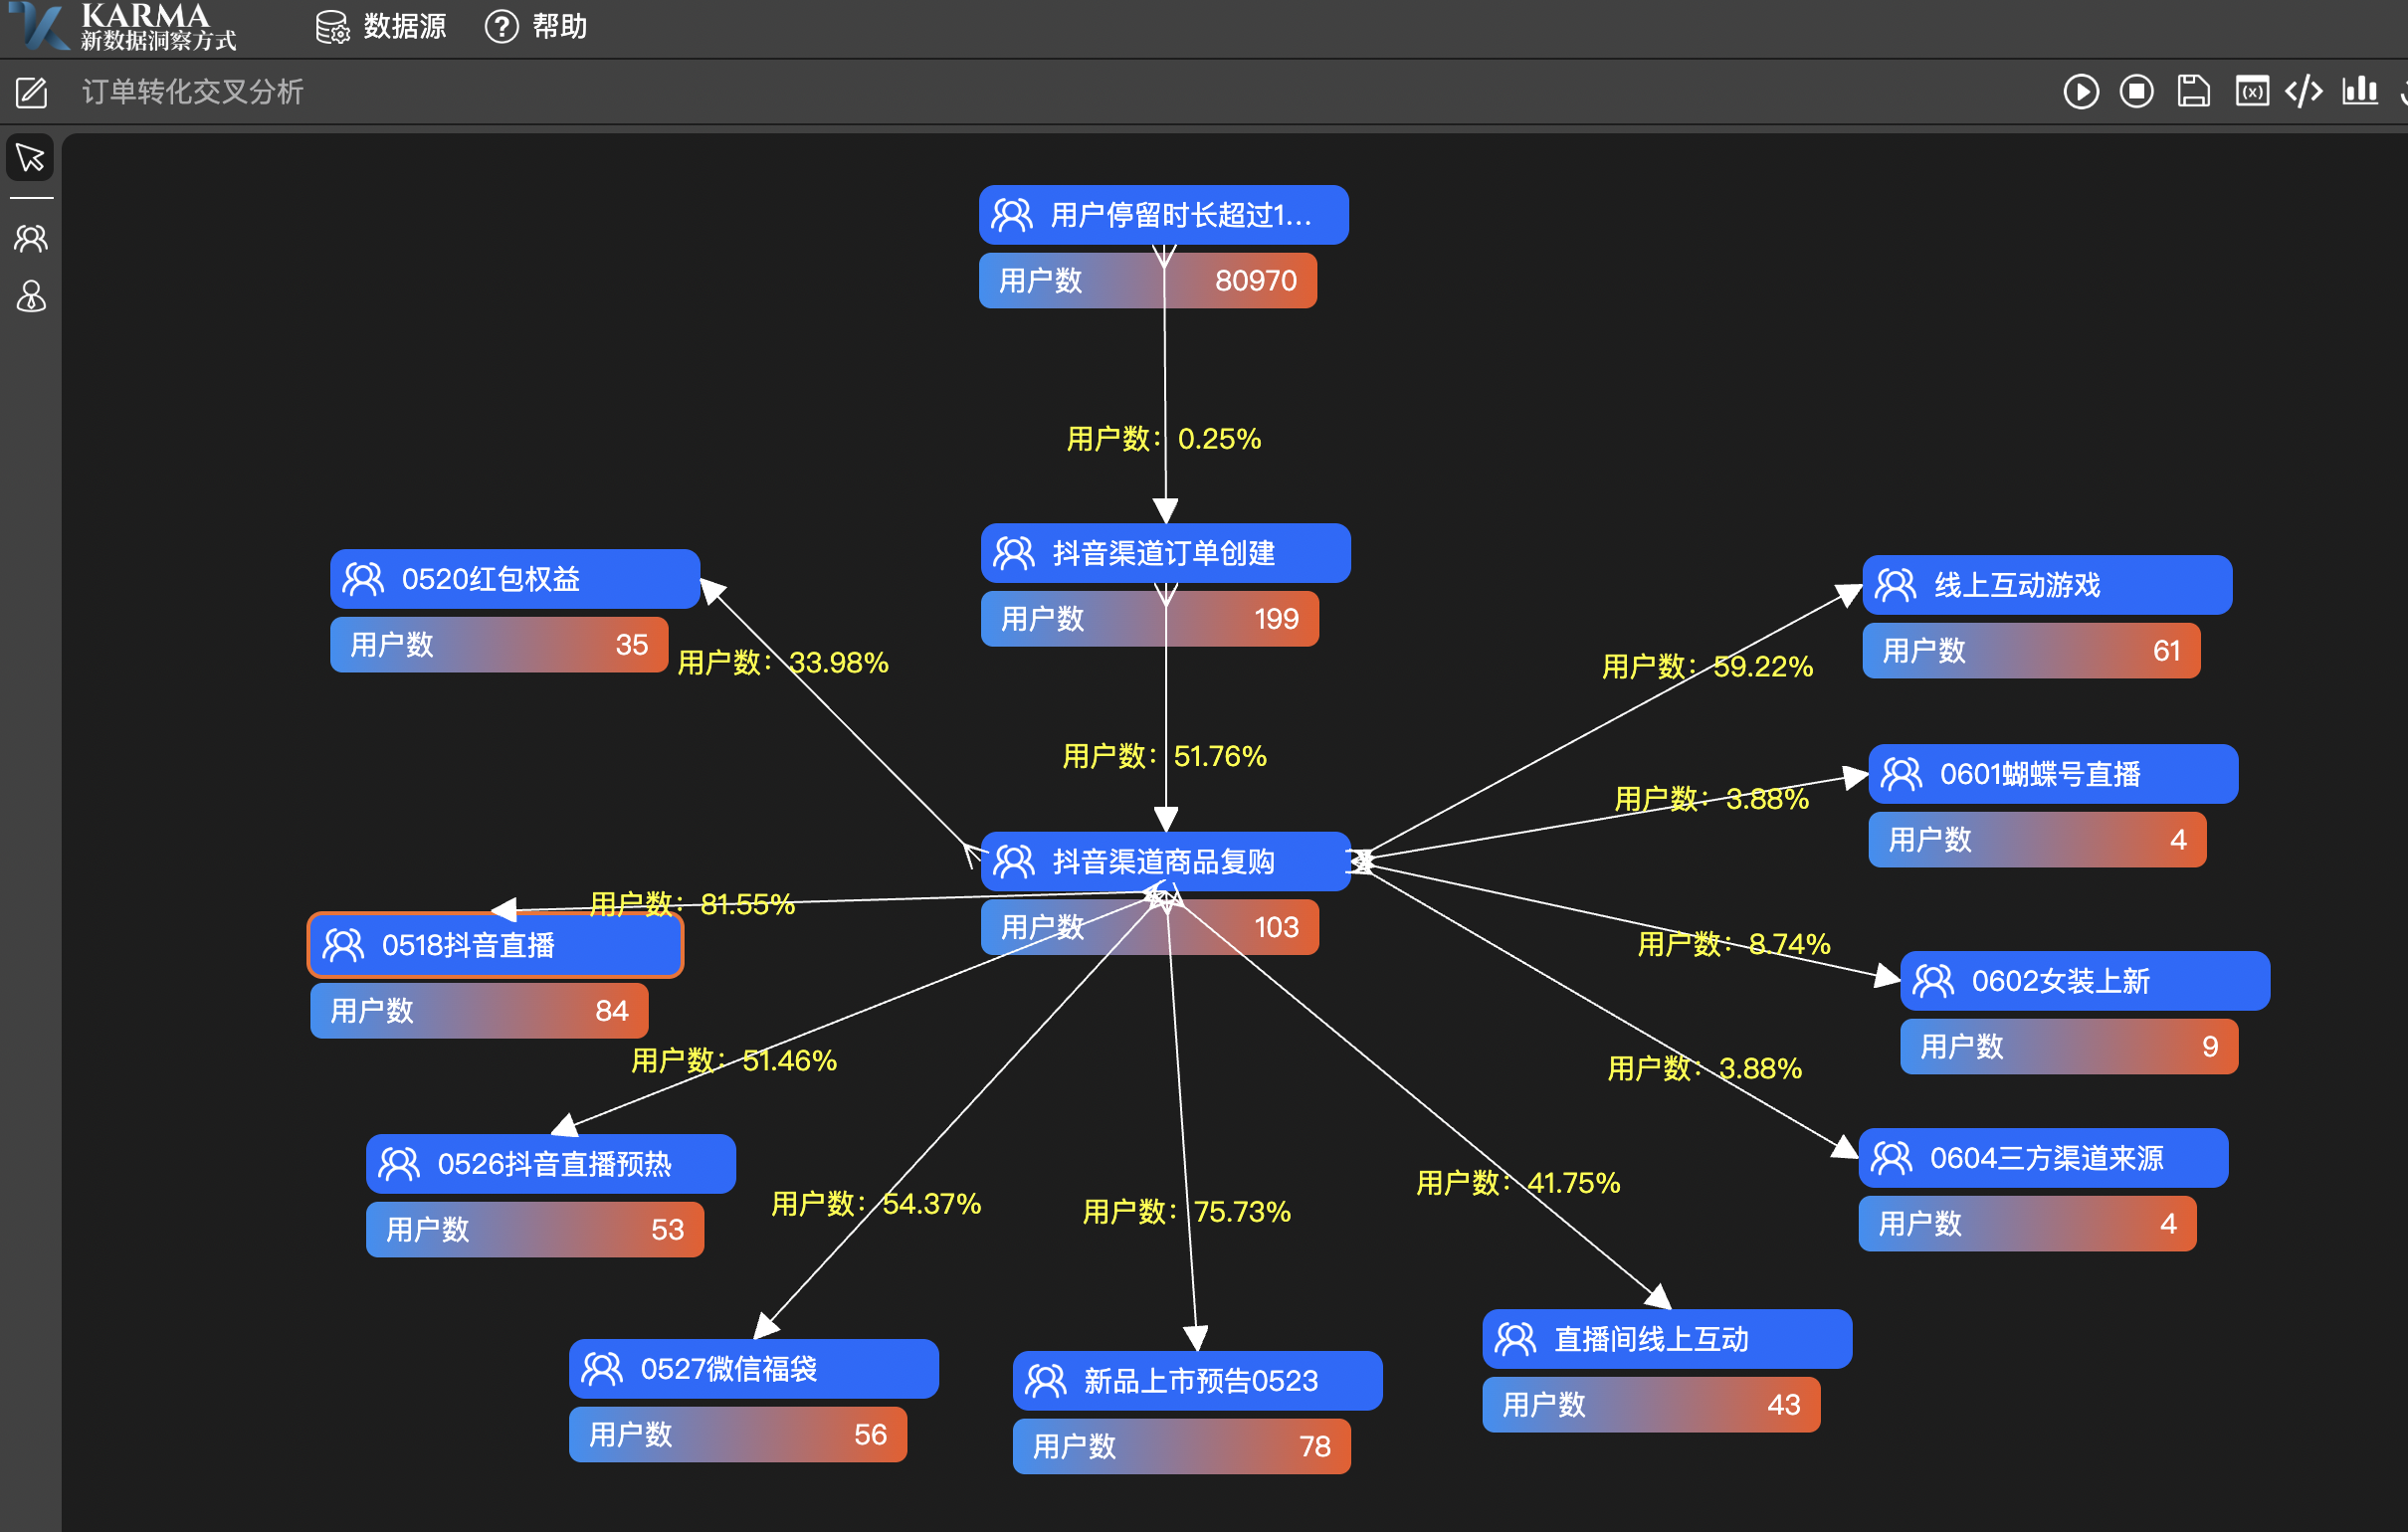 KARMA
新数据洞察方式
数据源
帮助
订单转化交叉分析
用户停留时长超过1...
用户数 80970
用户数：0.25%
抖音渠道订单创建
用户数 199
0520红包权益
用户数 35
用户数：33.98%
线上互动游戏
用户数 61
用户数：59.22%
用户数：51.76%
0601蝴蝶号直播
用户数 4
用户数：3.88%
抖音渠道商品复购
用户数 103
用户数：81.55%
0518抖音直播
用户数 84
用户数：8.74%
0602女装上新
用户数 9
用户数：51.46%
用户数：3.88%
0526抖音直播预热
用户数 53
0604三方渠道来源
用户数 4
用户数：54.37%
用户数：75.73%
用户数：41.75%
0527微信福袋
用户数 56
新品上市预告0523
用户数 78
直播间线上互动
用户数 43